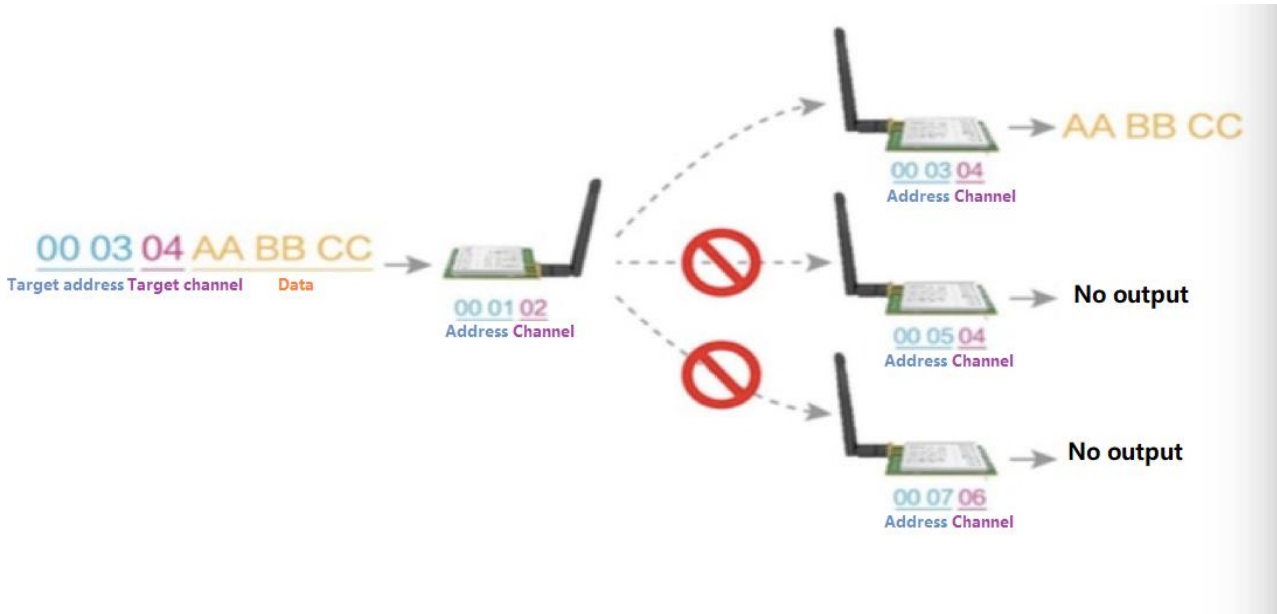 00 03 04 AA BB CC
Target address Target channel Data
00 01 02
Address Channel
AA BB CC
00 03 04
Address Channel
No output
00 05 04
Address Channel
No output
00 07 06
Address Channel